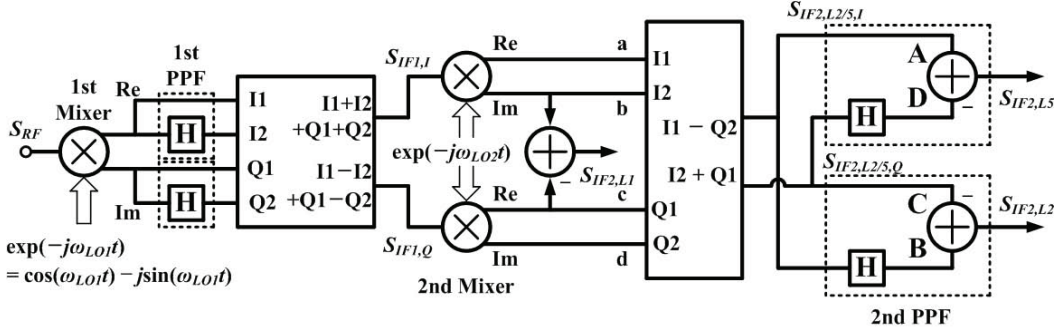 1st Mixer
1st PPF
S_RF
Re
Im
H
H
exp(−jω_LO1t)
= cos(ω_LO1t) − jsin(ω_LO1t)
I1
I2
Q1
Q2
I1+I2
+Q1+Q2
I1−I2
+Q1−Q2
S_IF1,I
S_IF1,Q
Re
Im
exp(−jω_LO2t)
Re
Im
2nd Mixer
a
b
c
d
+
−
S_IF2,L1
I1
I2
Q1
Q2
I1 − Q2
I2 + Q1
S_IF2,L2/5,I
S_IF2,L2/5,Q
A
D
H
+
−
S_IF2,L5
C
B
H
+
−
S_IF2,L2
2nd PPF